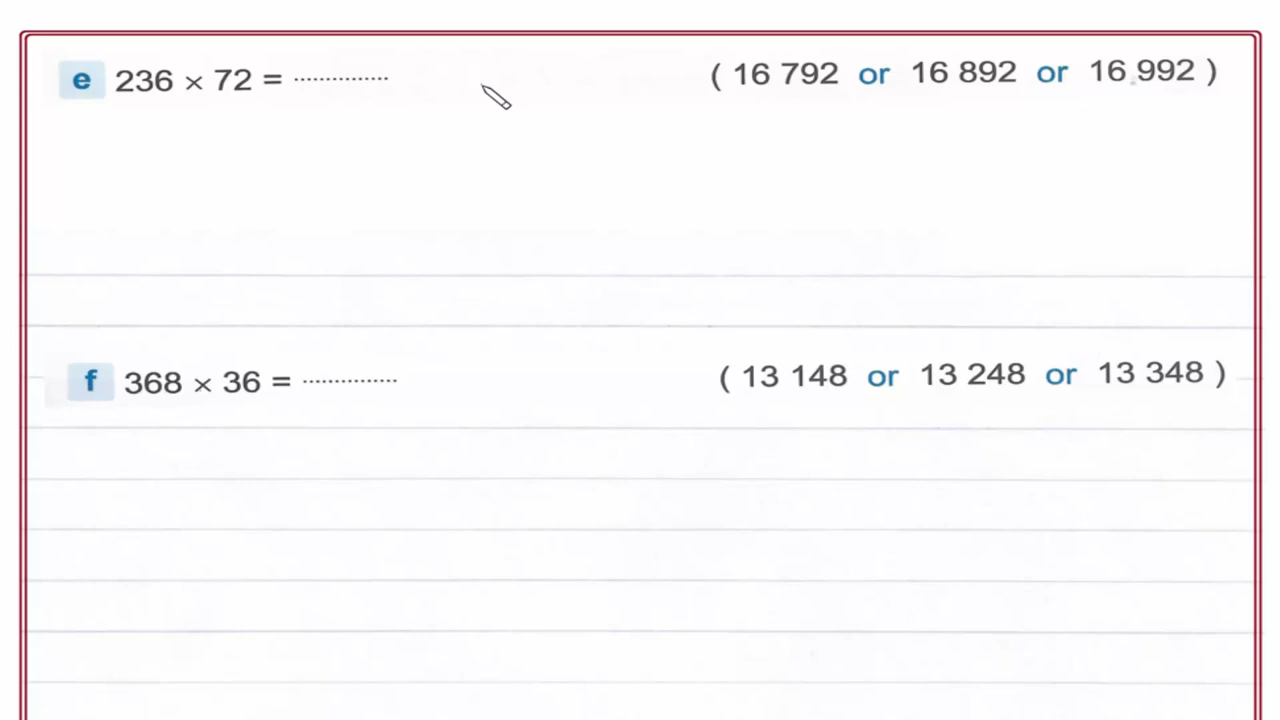 e 236 × 72 = .............. ( 16 792 or 16 892 or 16 992 )
f 368 × 36 = .............. ( 13 148 or 13 248 or 13 348 )